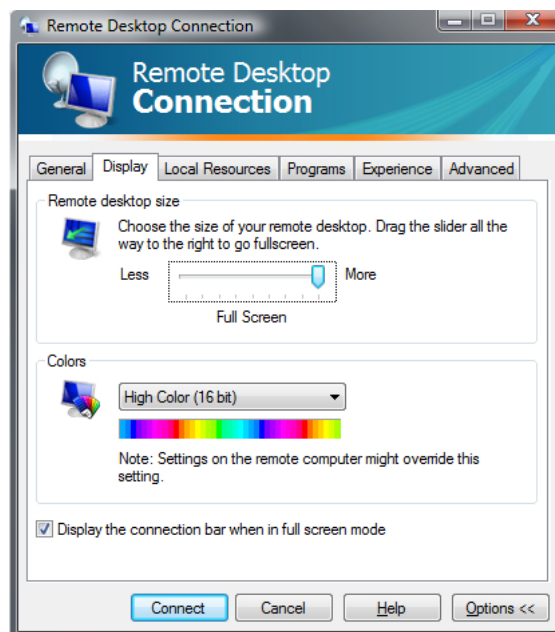 Remote Desktop Connection
Remote Desktop
Connection
General Display Local Resources Programs Experience Advanced
Remote desktop size
Choose the size of your remote desktop. Drag the slider all the
way to the right to go fullscreen.
Less More
Full Screen
Colors
High Color (16 bit)
Note: Settings on the remote computer might override this
setting.
Display the connection bar when in full screen mode
Connect Cancel Help Options <<